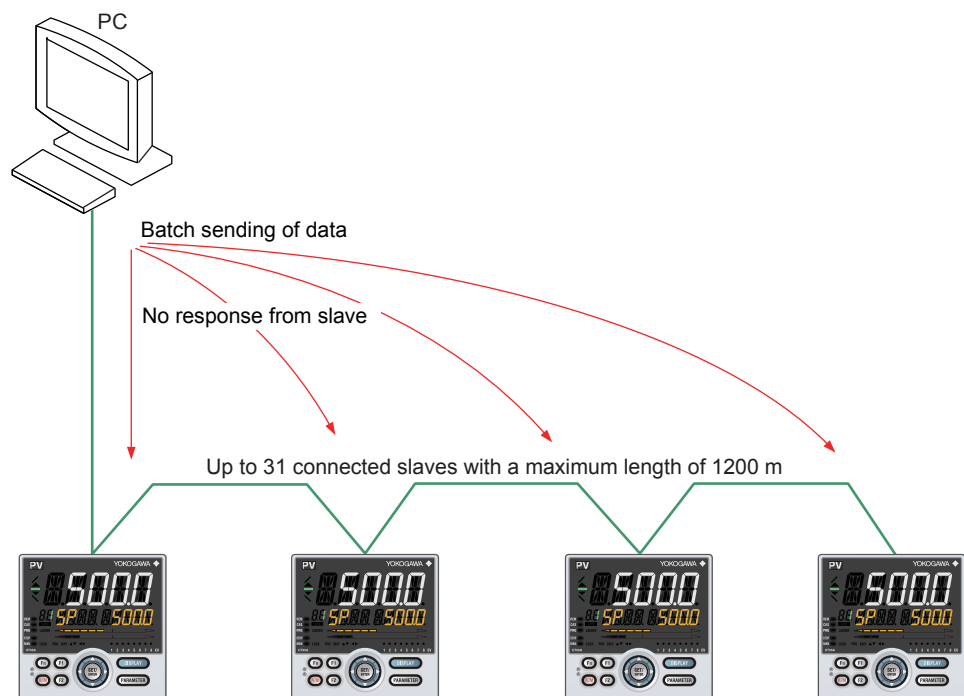 PC
Batch sending of data
No response from slave
Up to 31 connected slaves with a maximum length of 1200 m
PV YOKOGAWA
500.0
SP 500.0
DISPLAY
SET/ENTER
PARAMETER
PV YOKOGAWA
500.0
SP 500.0
DISPLAY
SET/ENTER
PARAMETER
PV YOKOGAWA
500.0
SP 500.0
DISPLAY
SET/ENTER
PARAMETER
PV YOKOGAWA
500.0
SP 500.0
DISPLAY
SET/ENTER
PARAMETER